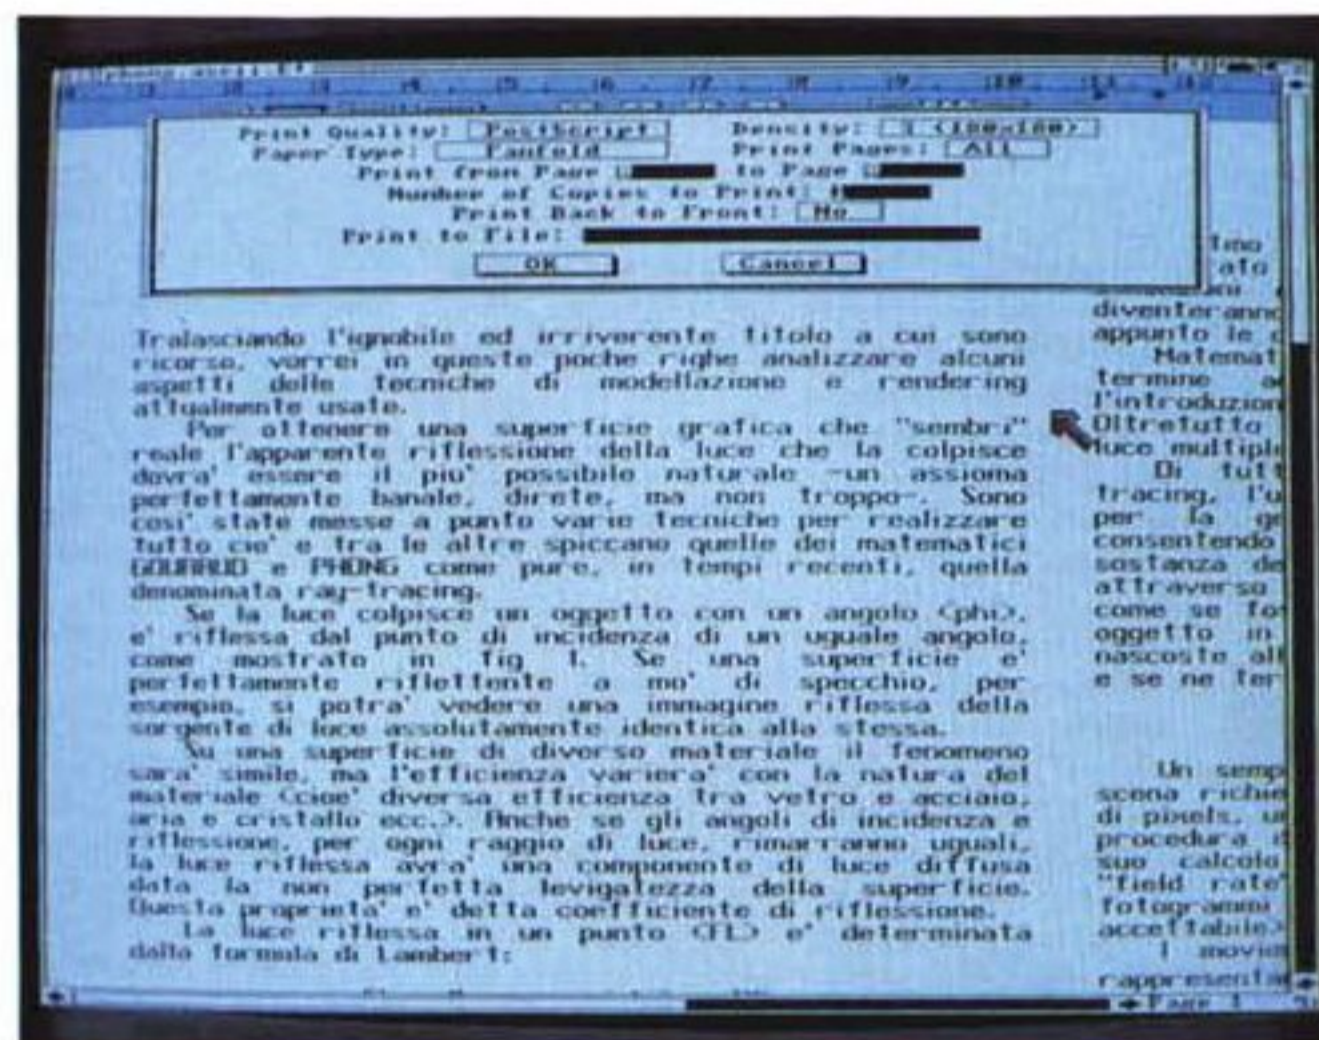 Print Quality: PostScript Density: 3 (180x180)
Paper Type: Fanfold Print Pages: All
Print from Page to Page
Number of Copies to Print:
Print Back to Front: No
Print to File:
OK Cancel
Tralasciando l'ignobile ed irriverente titolo a cui sono
ricorso, vorrei in queste poche righe analizzare alcuni
aspetti delle tecniche di modellazione e rendering
attualmente usate.
Per ottenere una superficie grafica che "sembri"
reale l'apparente riflessione della luce che la colpisce
dovra' essere il piu' possibile naturale -un assioma
perfettamente banale, direte, ma non troppo-. Sono
cosi' state messe a punto varie tecniche per realizzare
tutto cio' e tra le altre spiccano quelle dei matematici
GOURAUD e PHONG come pure, in tempi recenti, quella
denominata ray-tracing.
Se la luce colpisce un oggetto con un angolo <phi>,
e' riflessa dal punto di incidenza di un uguale angolo,
come mostrato in fig 1. Se una superficie e'
perfettamente riflettente a mo' di specchio, per
esempio, si potra' vedere una immagine riflessa della
sorgente di luce assolutamente identica alla stessa.
Su una superficie di diverso materiale il fenomeno
sara' simile, ma l'efficienza variera' con la natura del
materiale (cioe' diversa efficienza tra vetro e acciaio,
aria e cristallo ecc.). Anche se gli angoli di incidenza e
riflessione, per ogni raggio di luce, rimarranno uguali,
la luce riflessa avra' una componente di luce diffusa
data la non perfetta levigatezza della superficie.
Questa proprieta' e' detta coefficiente di riflessione.
La luce riflessa in un punto <FL> e' determinata
dalla formula di Lambert:
diventeranno
appunto le
Matemat
termine
l'introduzion
Oltretutto
luce multipl
Di tutt
tracing, l'u
per la ge
consentendo
sostanza de
attraverso
come se fo
oggetto in
nascoste all
e se ne ter
Un semp
scena richie
di pixels, u
procedura
suo calcolo
"field rate"
fotogrammi
accettabile>
I movim
rappresenta
Page 1